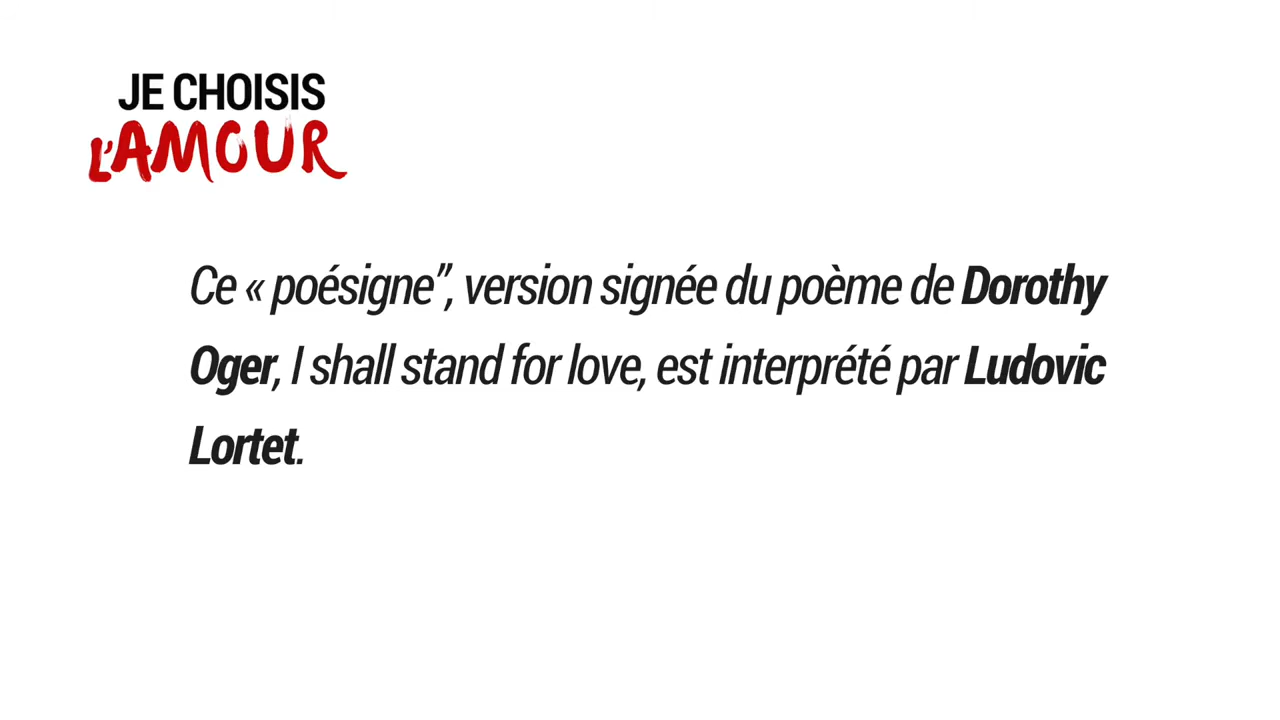 JE CHOISIS
L'AMOUR
Ce « poésigne”, version signée du poème de Dorothy
Oger, I shall stand for love, est interprété par Ludovic
Lortet.